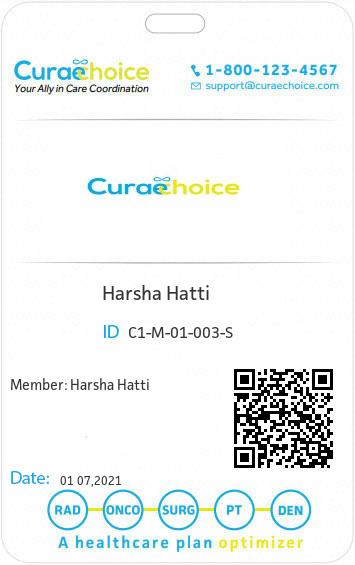 Curaechoice
Your Ally in Care Coordination
1-800-123-4567
support@curaechoice.com
Curaechoice
Harsha Hatti
ID C1-M-01-003-S
Member: Harsha Hatti
Date: 01 07,2021
RAD ONCO SURG PT DEN
A healthcare plan optimizer